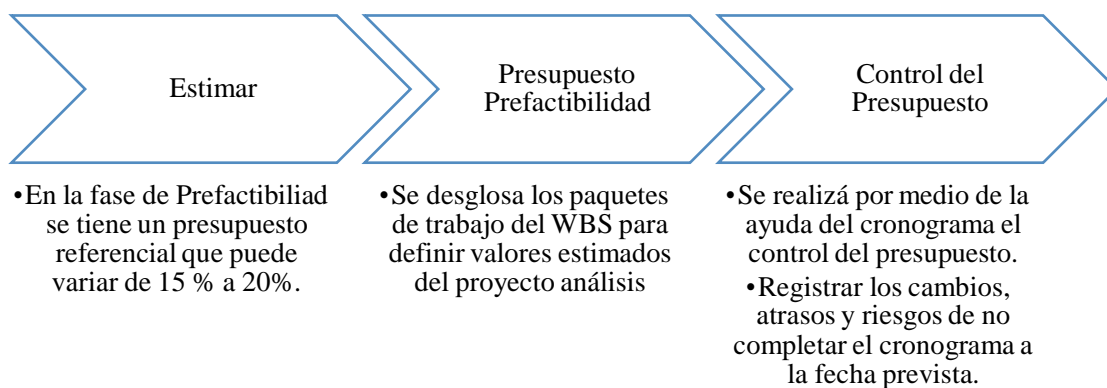 Estimar
•En la fase de Prefactibiliad
se tiene un presupuesto
referencial que puede
variar de 15 % a 20%.
Presupuesto
Prefactibilidad
•Se desglosa los paquetes
de trabajo del WBS para
definir valores estimados
del proyecto análisis
Control del
Presupuesto
•Se realizá por medio de la
ayuda del cronograma el
control del presupuesto.
•Registrar los cambios,
atrasos y riesgos de no
completar el cronograma a
la fecha prevista.